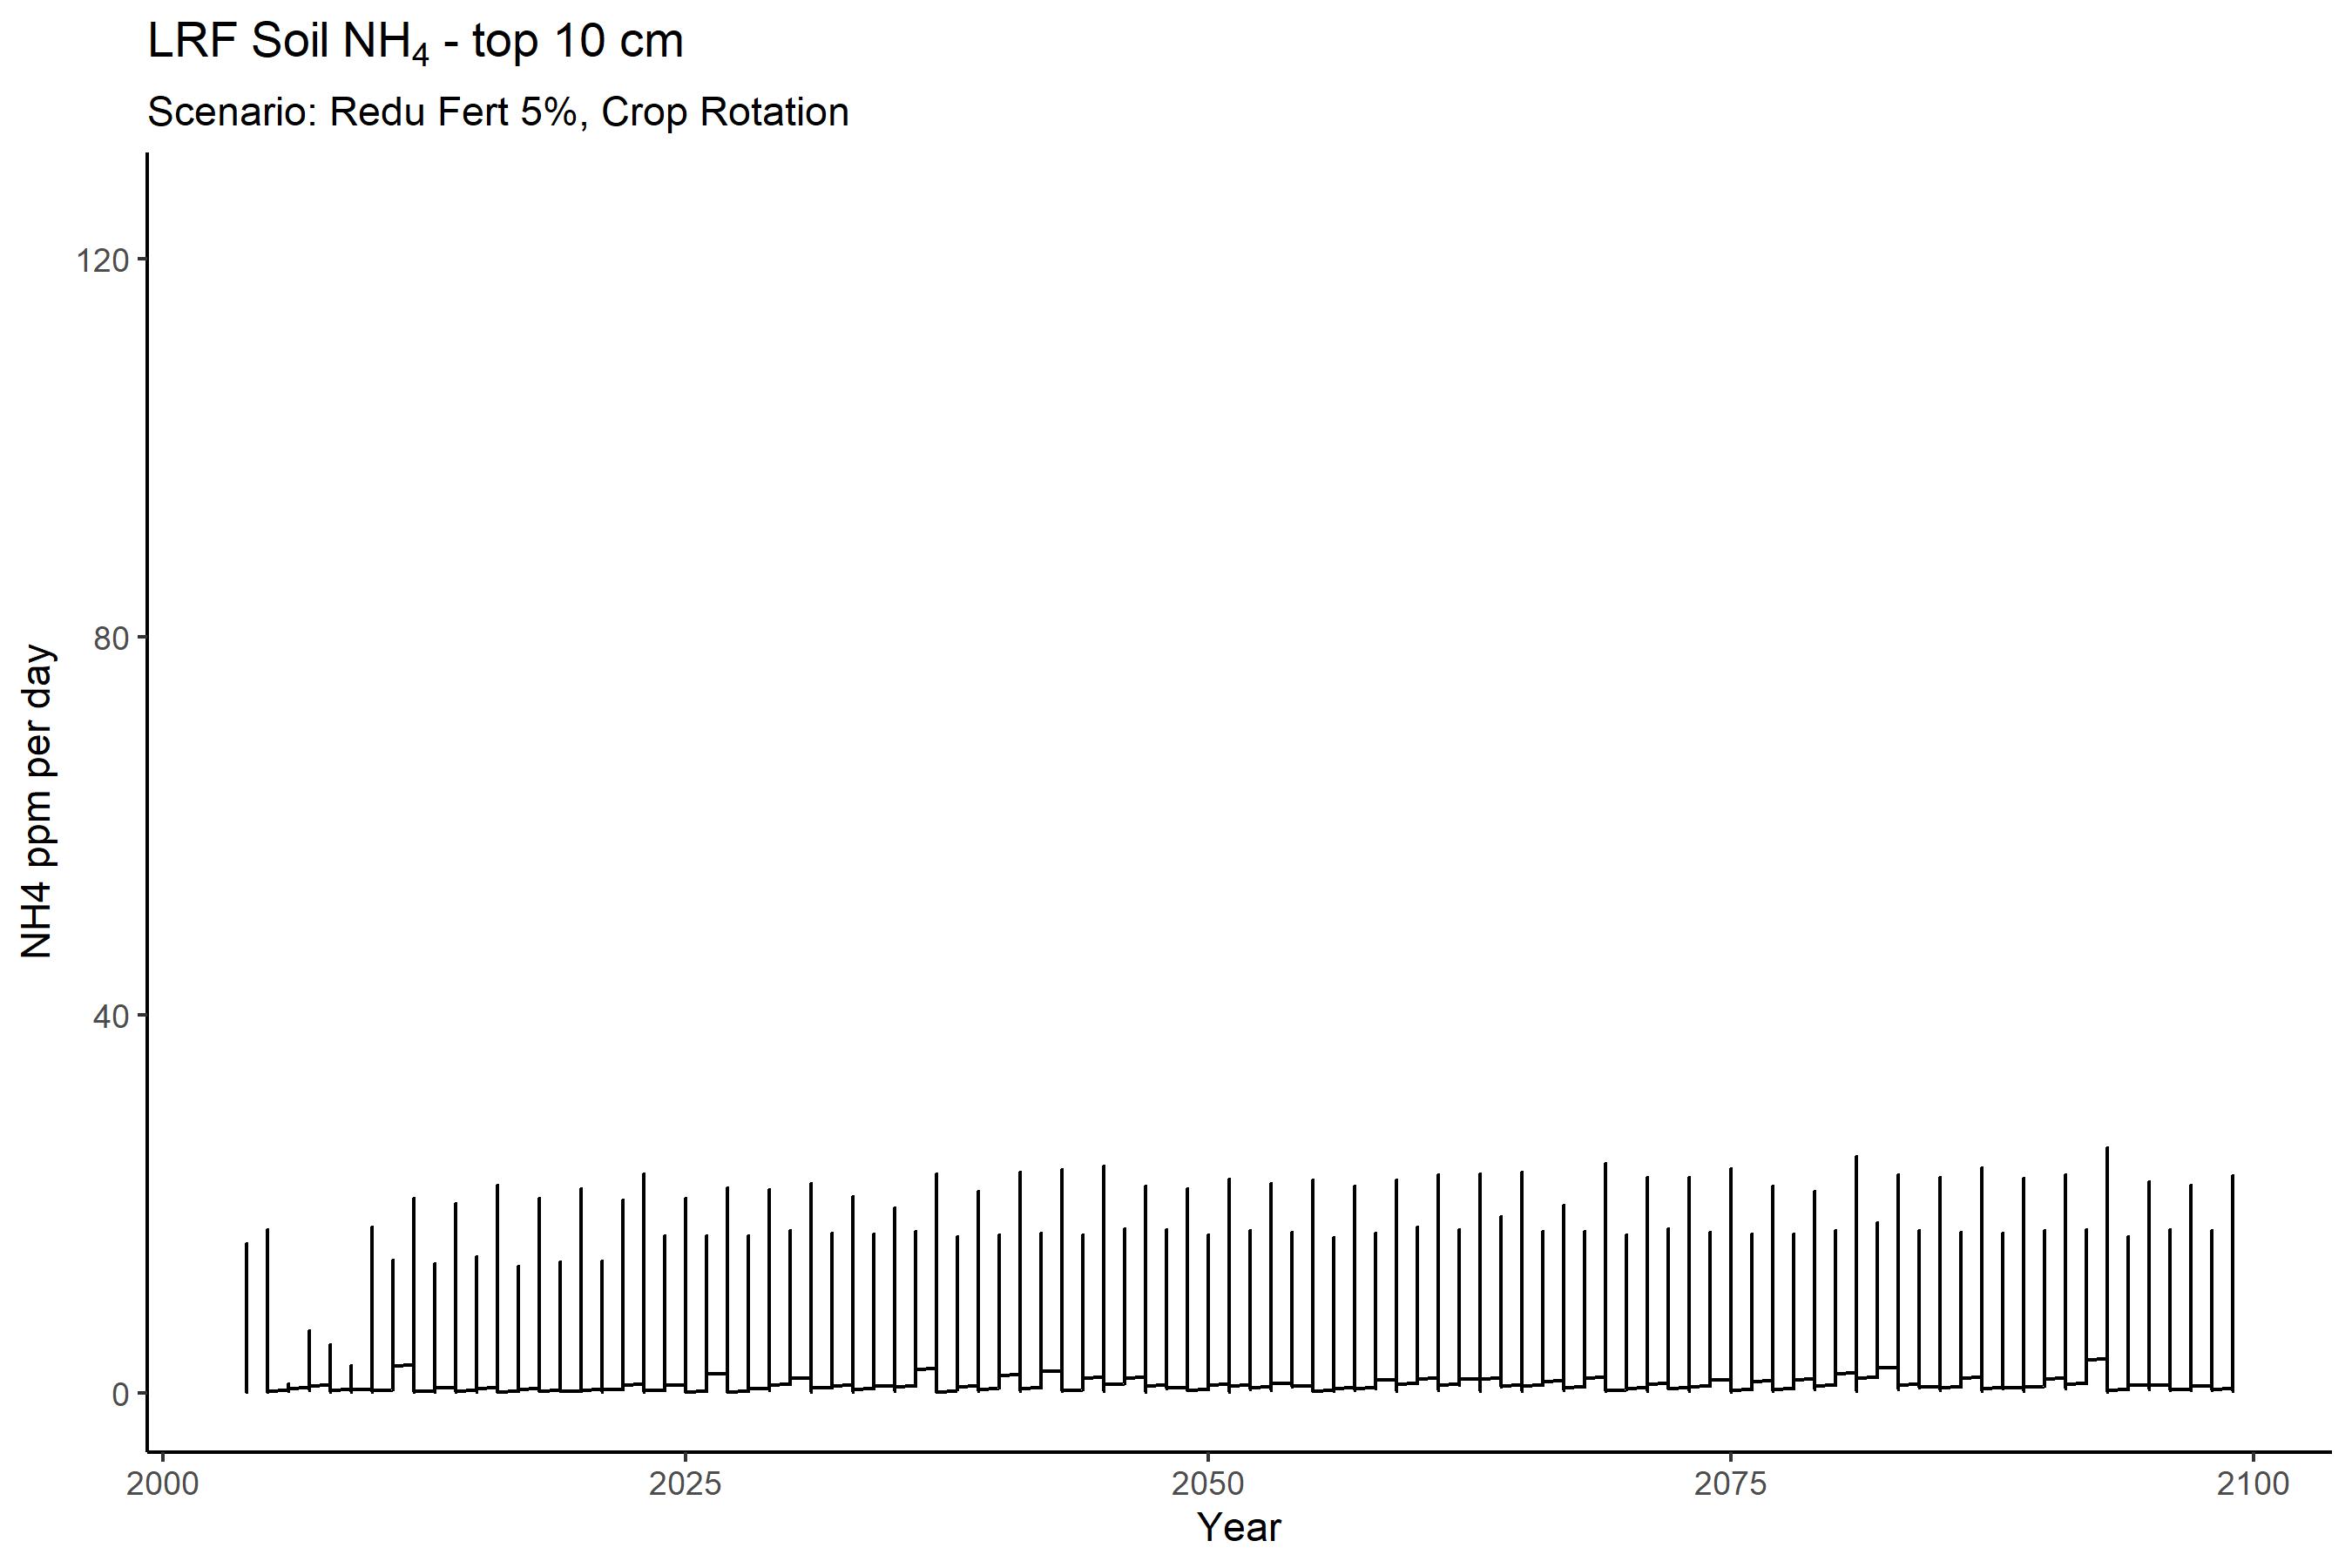 LRF Soil NH₄ - top 10 cm
Scenario: Redu Fert 5%, Crop Rotation
NH4 ppm per day
120
80
40
0
2000 2025 2050 2075 2100
Year